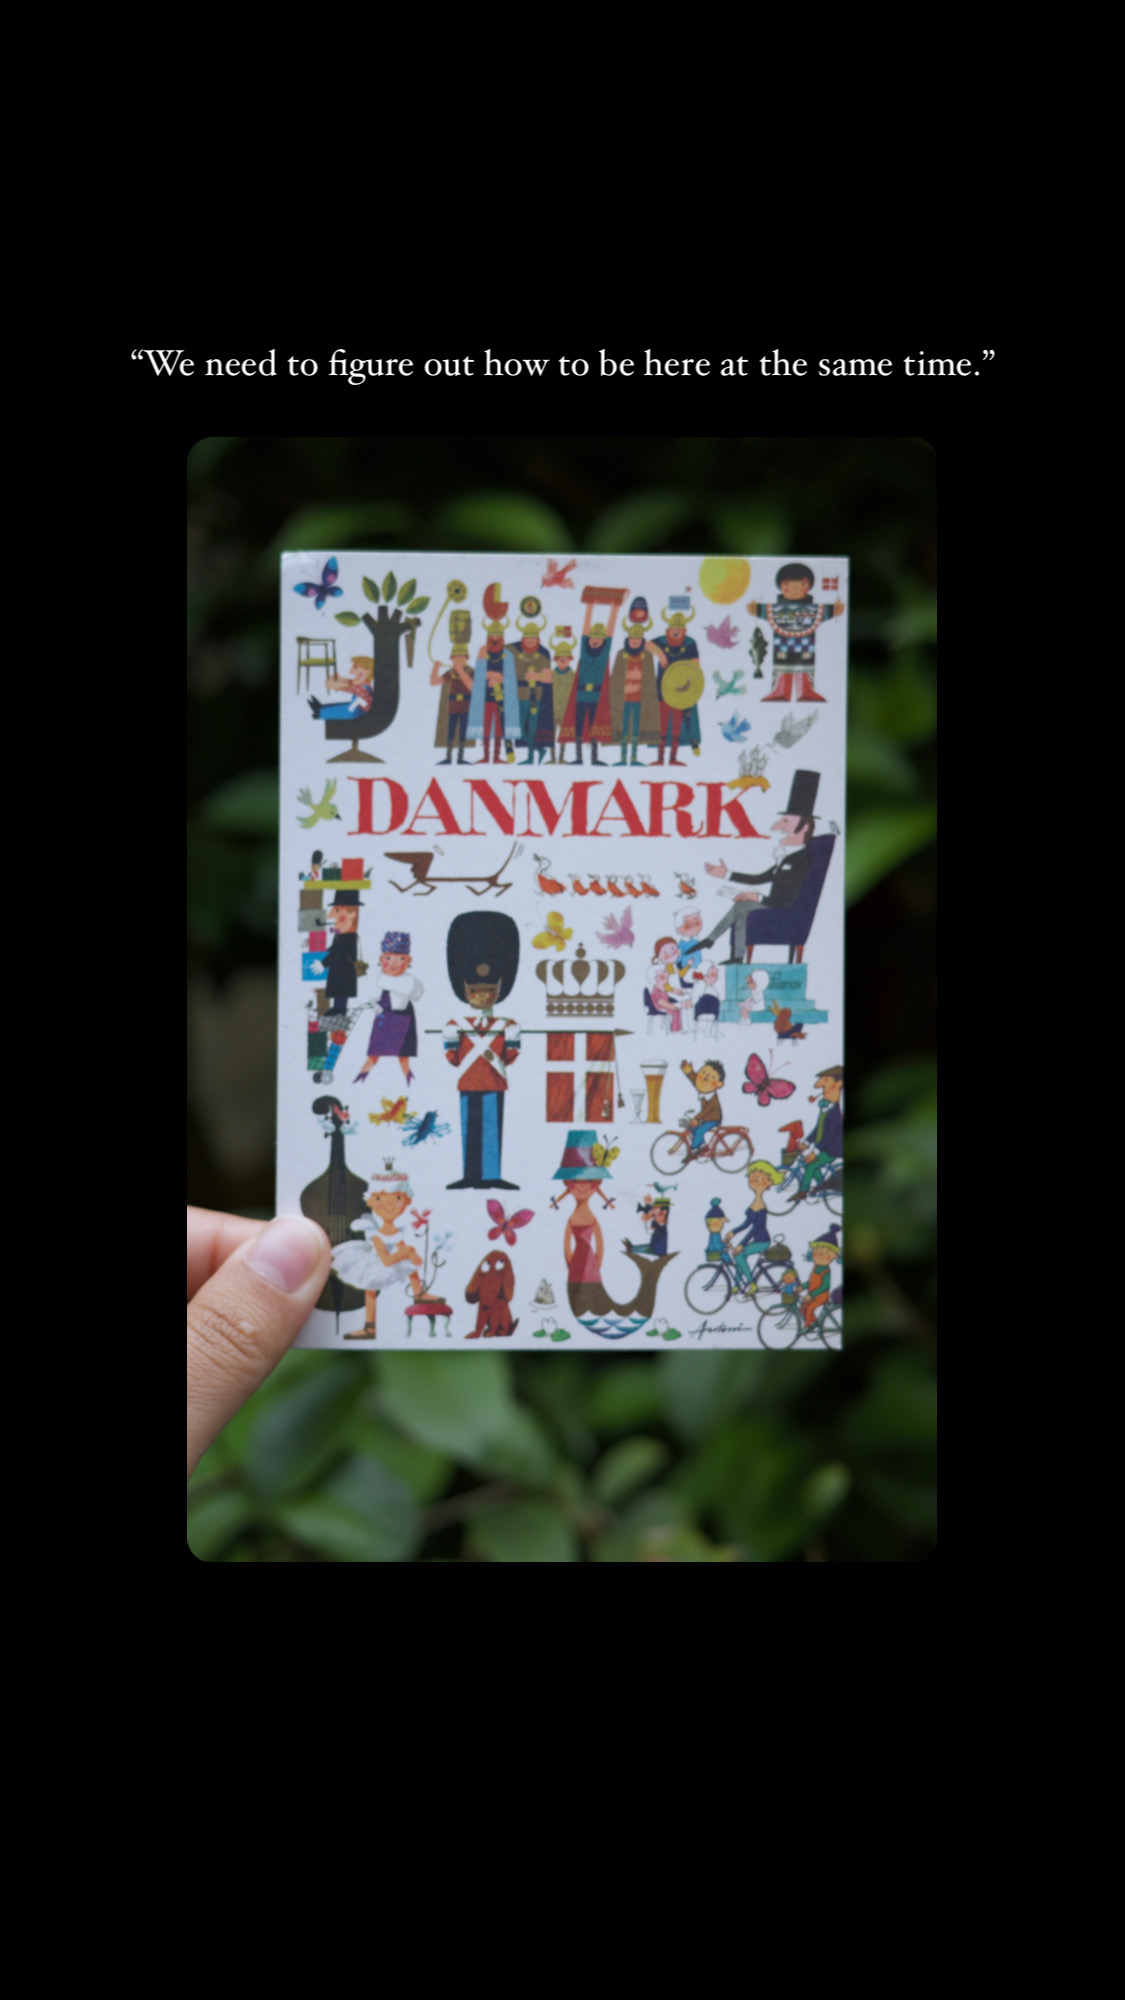 “We need to figure out how to be here at the same time.”
DANMARK